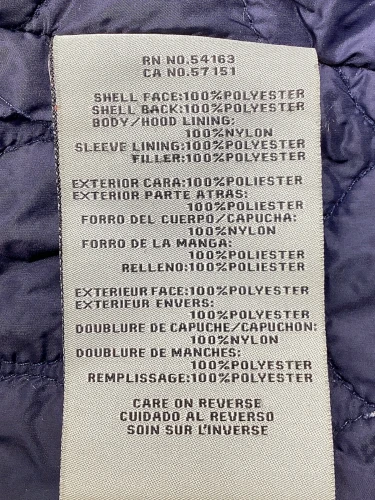 RN NO.54163
CA NO.57151
SHELL FACE:100%POLYESTER
SHELL BACK:100%POLYESTER
BODY/HOOD LINING:
100%NYLON
SLEEVE LINING:100%POLYESTER
FILLER:100%POLYESTER
EXTERIOR CARA:100%POLIESTER
EXTERIOR PARTE ATRAS:
100%POLIESTER
FORRO DEL CUERPO/CAPUCHA:
100%NYLON
FORRO DE LA MANGA:
100%POLIESTER
RELLENO:100%POLIESTER
EXTERIEUR FACE:100%POLYESTER
EXTERIEUR ENVERS:
100%POLYESTER
DOUBLURE DE CAPUCHE/CAPUCHON:
100%NYLON
DOUBLURE DE MANCHES:
100%POLYESTER
REMPLISSAGE:100%POLYESTER
CARE ON REVERSE
CUIDADO AL REVERSO
SOIN SUR L'INVERSE